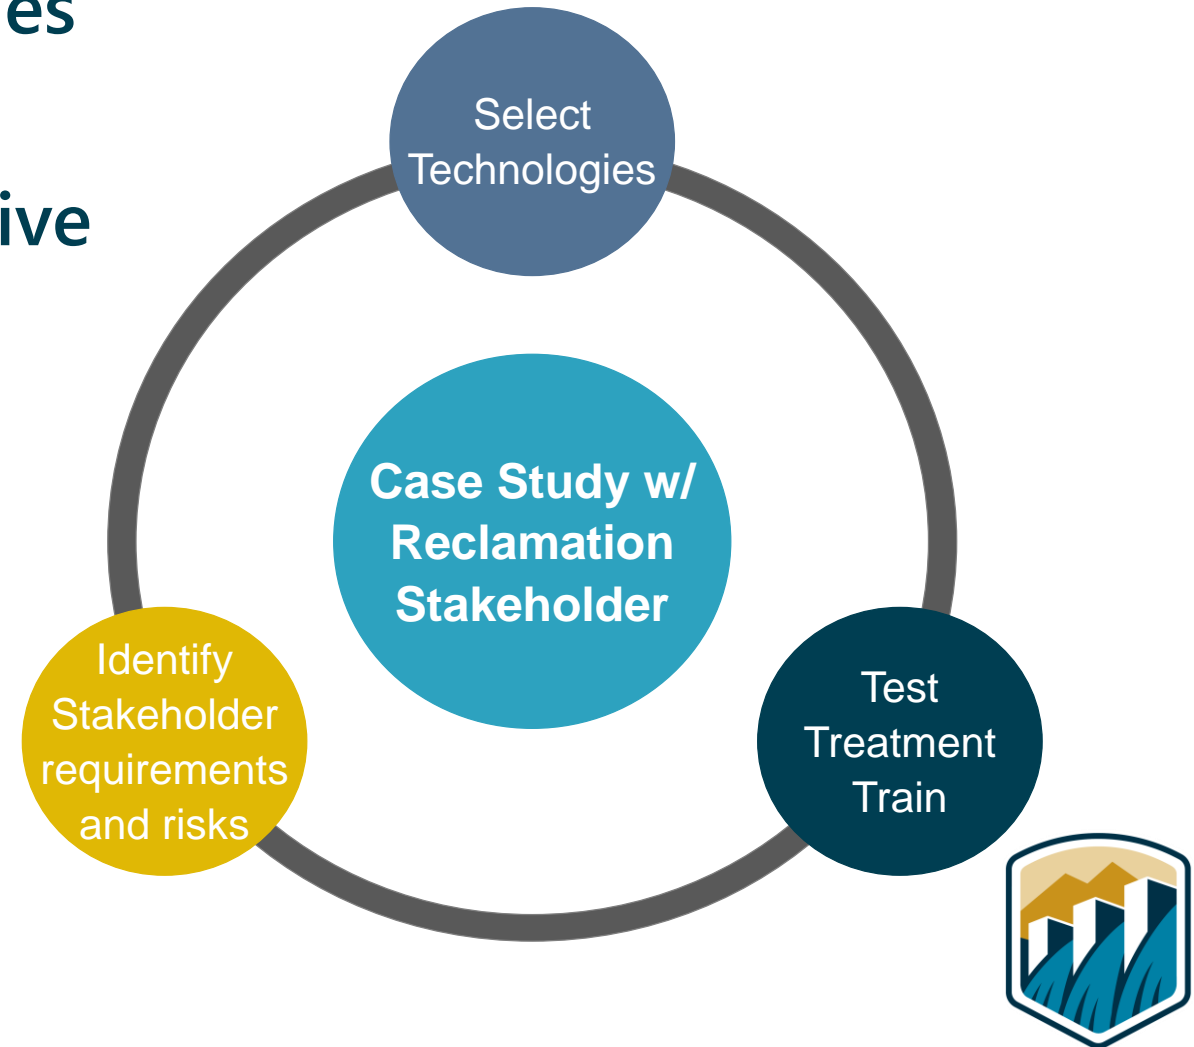 es
ive
Select
Technologies
Case Study w/
Reclamation
Stakeholder
Identify
Stakeholder
requirements
and risks
Test
Treatment
Train